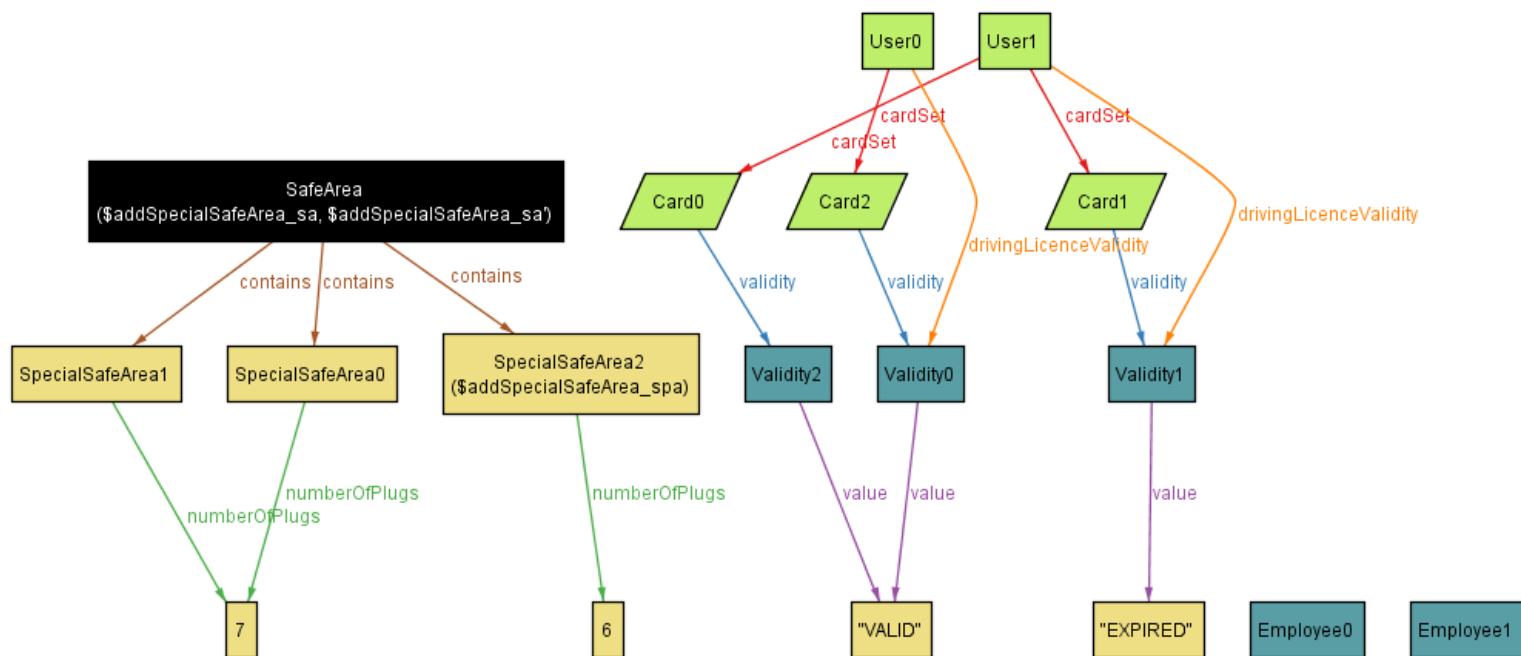 User0
User1
cardSet
cardSet
cardSet
SafeArea
($addSpecialSafeArea_sa, $addSpecialSafeArea_sa')
Card0
Card2
Card1
drivingLicenceValidity
drivingLicenceValidity
contains
contains
contains
validity
validity
validity
SpecialSafeArea1
SpecialSafeArea0
SpecialSafeArea2
($addSpecialSafeArea_spa)
Validity2
Validity0
Validity1
numberOfPlugs
numberOfPlugs
numberOfPlugs
value
value
value
7
6
"VALID"
"EXPIRED"
Employee0
Employee1